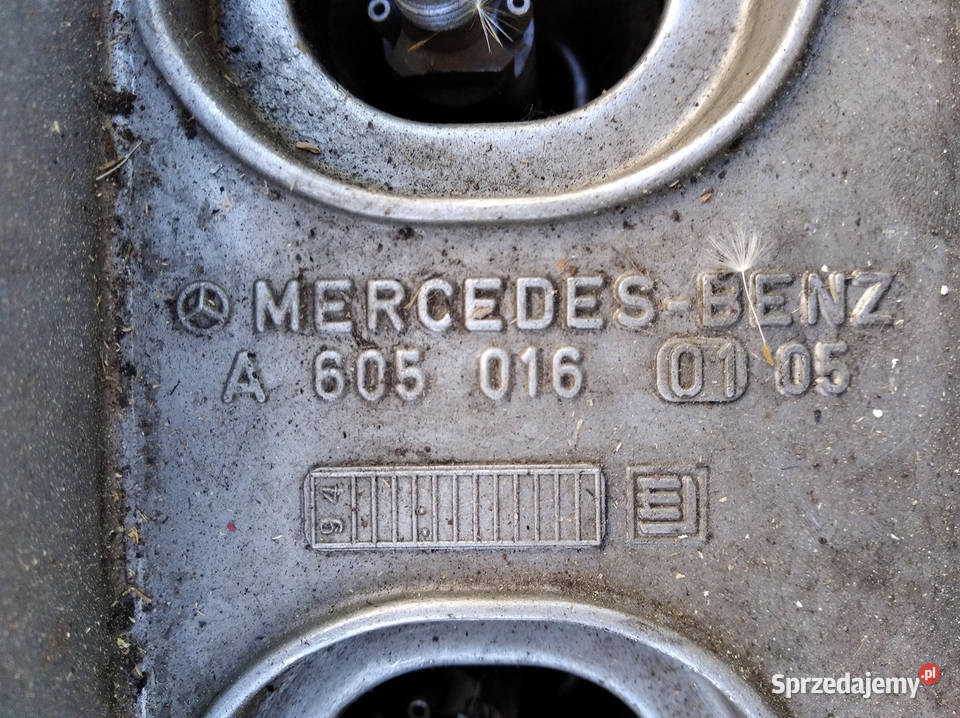 MERCEDES-BENZ
A 605 016 01 05
94
Sprzedajemy.pl